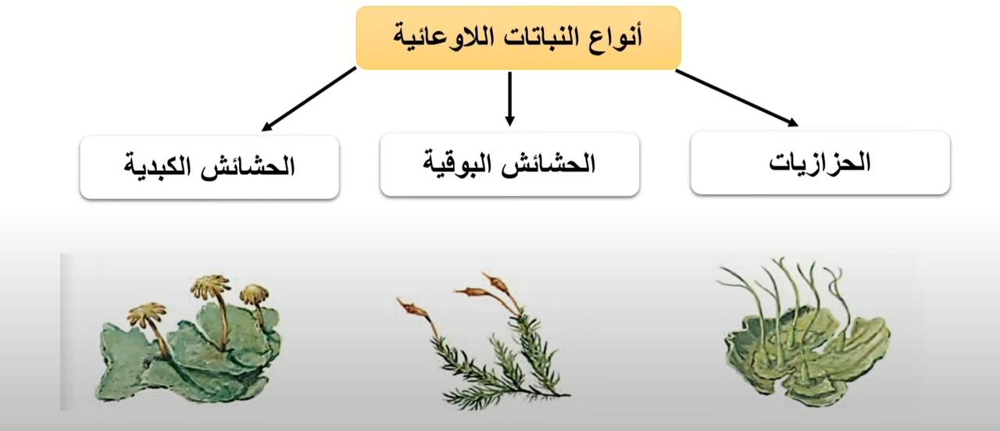 أنواع النباتات اللاوعائية
الحزازيات
الحشائش البوقية
الحشائش الكبدية